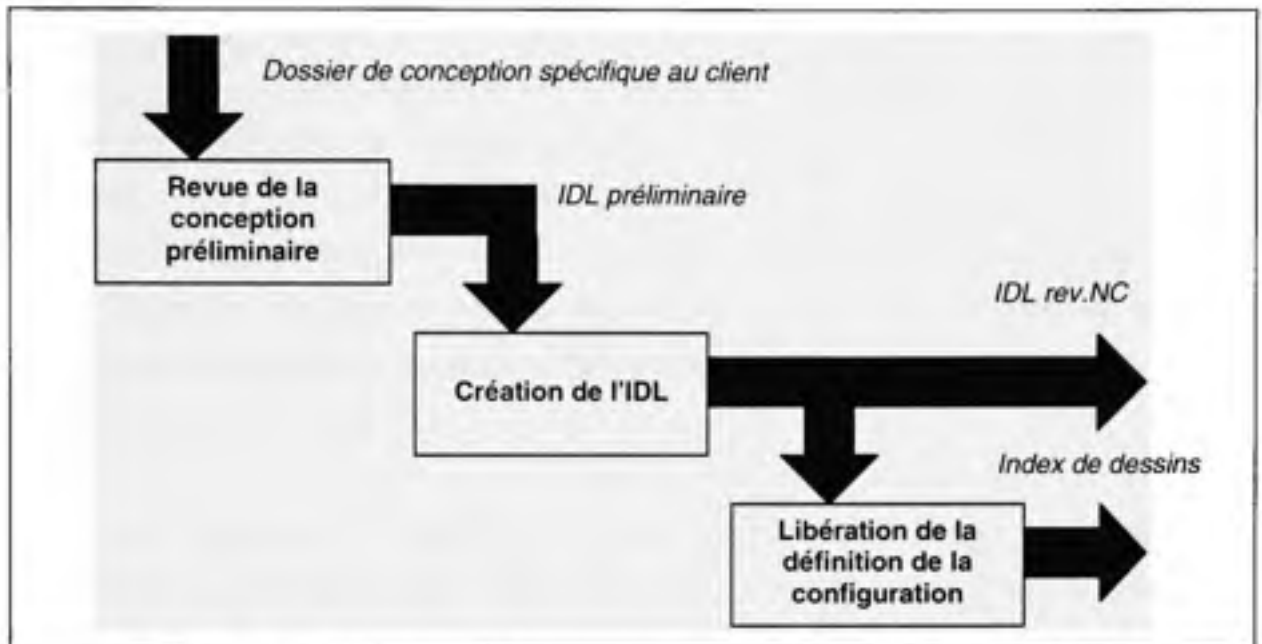 Dossier de conception spécifique au client
Revue de la
conception
préliminaire
IDL préliminaire
IDL rev.NC
Création de l'IDL
Index de dessins
Libération de la
définition de la
configuration